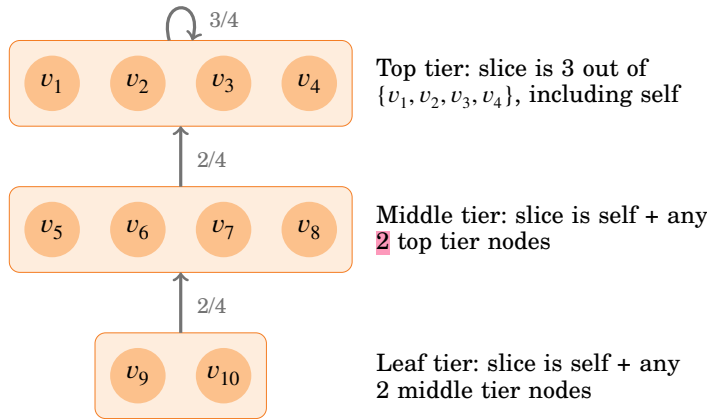 3/4
v₁ v₂ v₃ v₄
Top tier: slice is 3 out of
{v₁, v₂, v₃, v₄}, including self
2/4
v₅ v₆ v₇ v₈
Middle tier: slice is self + any
2 top tier nodes
2/4
v₉ v₁₀
Leaf tier: slice is self + any
2 middle tier nodes